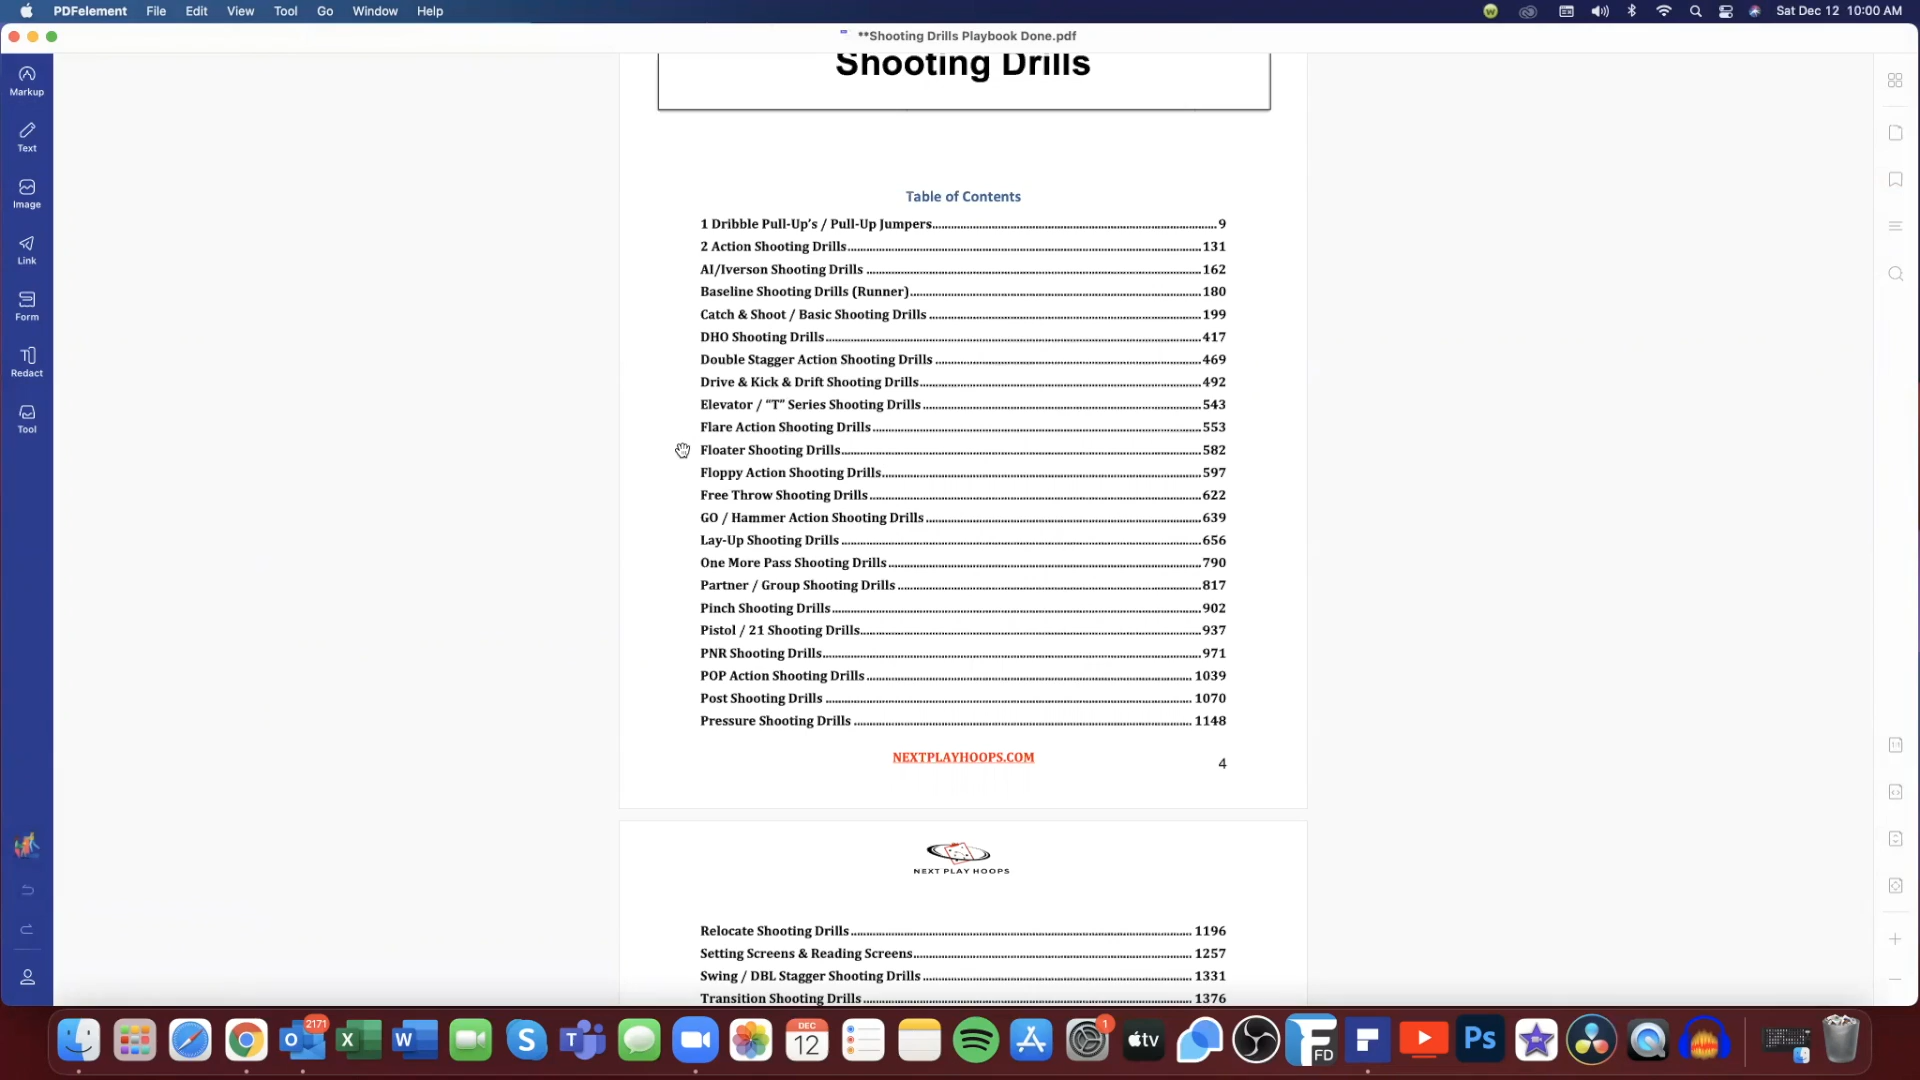 PDFelement File Edit View Tool Go Window Help Sat Dec 12 10:00 AM
**Shooting Drills Playbook Done.pdf
Markup
Text
Image
Link
Form
Redact
Tool
Shooting Drills
Table of Contents
1 Dribble Pull-Up’s / Pull-Up Jumpers 9
2 Action Shooting Drills 131
AI/Iverson Shooting Drills 162
Baseline Shooting Drills (Runner) 180
Catch & Shoot / Basic Shooting Drills 199
DHO Shooting Drills 417
Double Stagger Action Shooting Drills 469
Drive & Kick & Drift Shooting Drills 492
Elevator / “T” Series Shooting Drills 543
Flare Action Shooting Drills 553
Floater Shooting Drills 582
Floppy Action Shooting Drills 597
Free Throw Shooting Drills 622
GO / Hammer Action Shooting Drills 639
Lay-Up Shooting Drills 656
One More Pass Shooting Drills 790
Partner / Group Shooting Drills 817
Pinch Shooting Drills 902
Pistol / 21 Shooting Drills 937
PNR Shooting Drills 971
POP Action Shooting Drills 1039
Post Shooting Drills 1070
Pressure Shooting Drills 1148
NEXTPLAYHOOPS.COM
4
NEXT PLAY HOOPS
Relocate Shooting Drills 1196
Setting Screens & Reading Screens 1257
Swing / DBL Stagger Shooting Drills 1331
Transition Shooting Drills 1376
2171
DEC
12
1
tv
FD
Ps